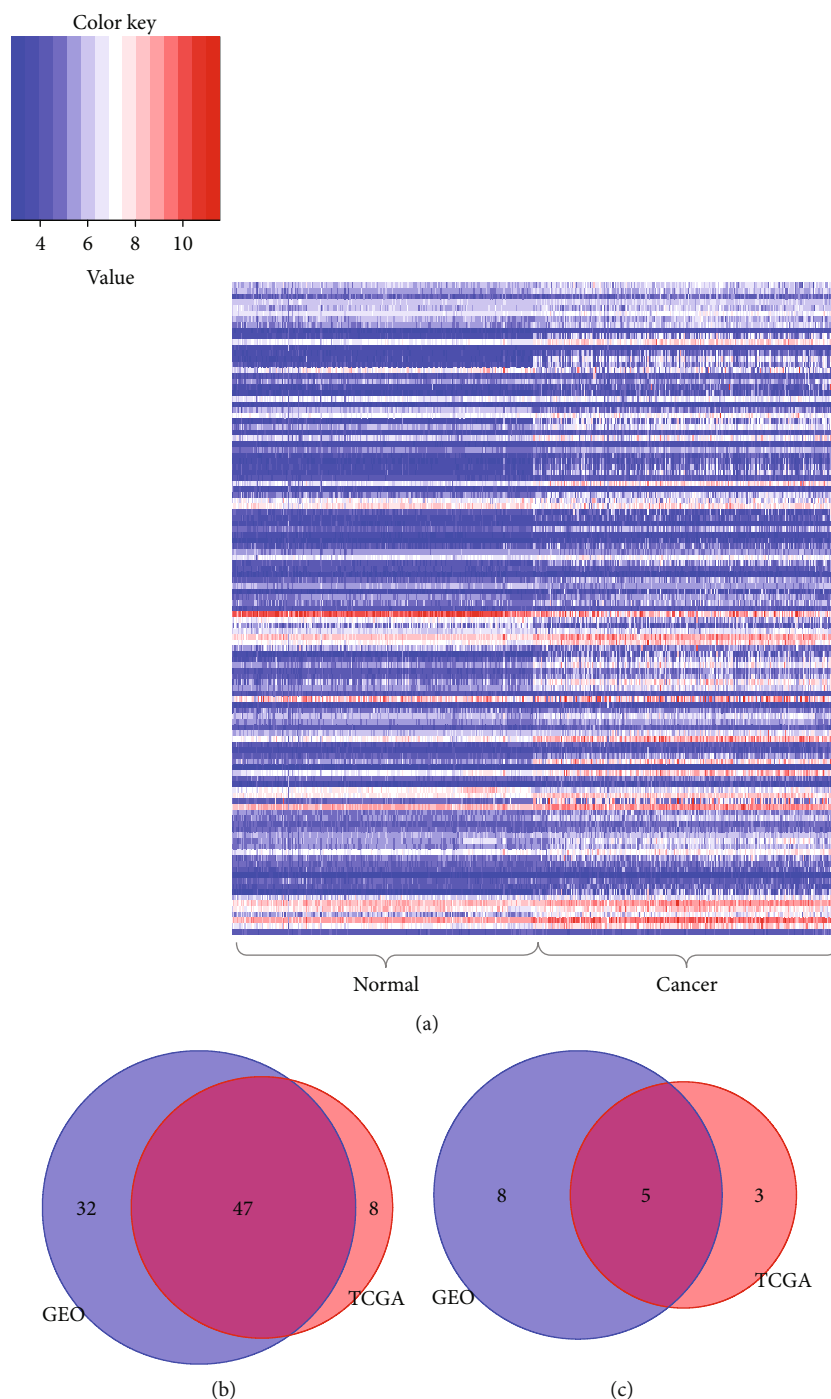 Color key
4 6 8 10
Value
Normal Cancer
(a)
32 47 8
GEO TCGA
(b)
8 5 3
GEO TCGA
(c)